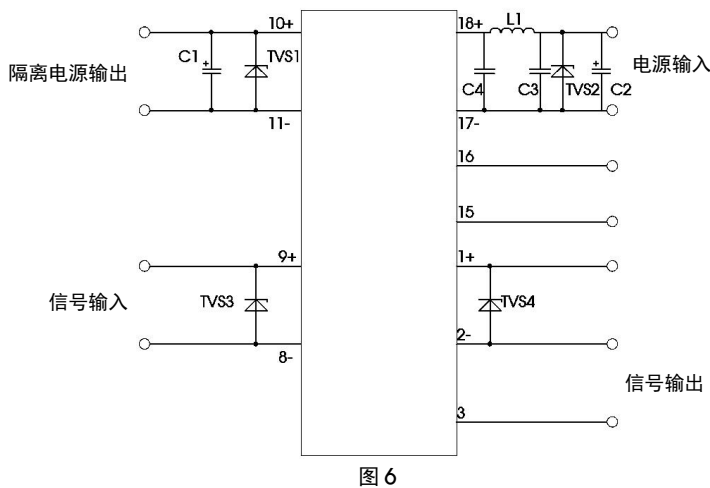 10+
18+
L1
C1
+
TVS1
隔离电源输出
C4
C3
TVS2
+
C2
电源输入
11-
17-
16
15
9+
1+
信号输入
TVS3
TVS4
8-
2-
信号输出
3
图 6